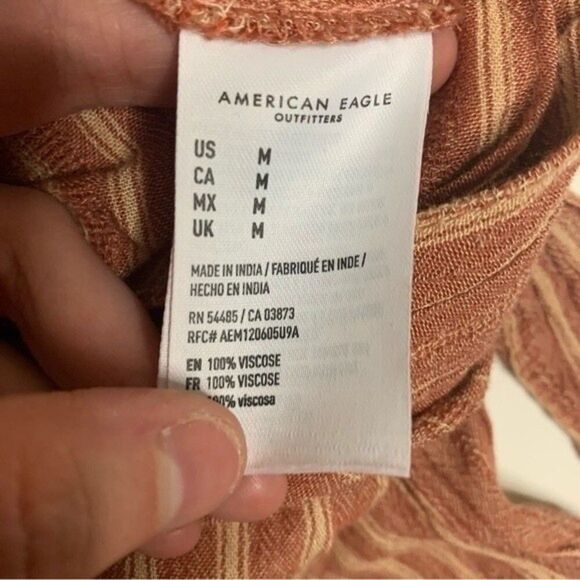 AMERICAN EAGLE
OUTFITTERS
US M
CA M
MX M
UK M
MADE IN INDIA / FABRIQUÉ EN INDE /
HECHO EN INDIA
RN 54485 / CA 03873
RFC# AEM120605U9A
EN 100% VISCOSE
FR 100% VISCOSE
viscosa